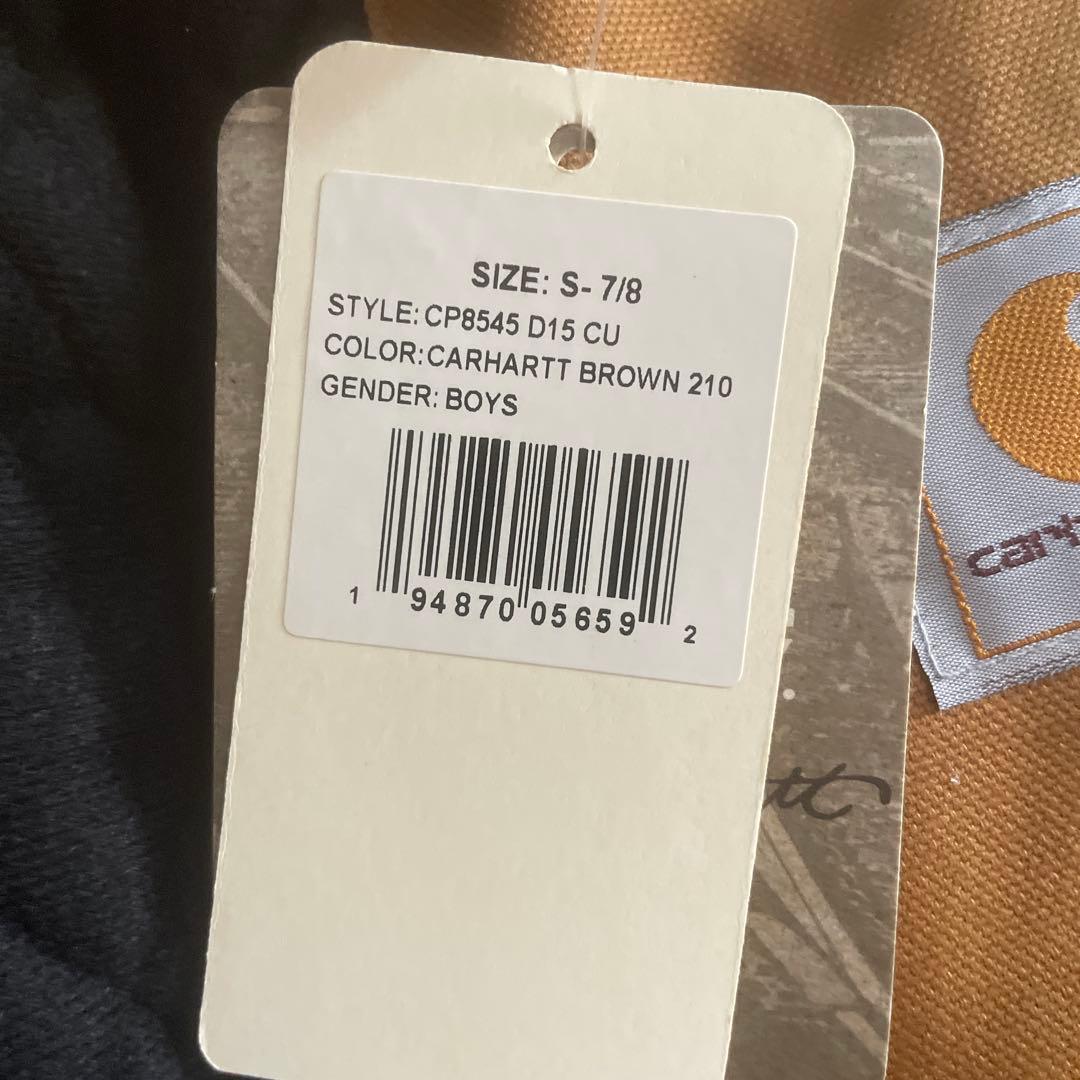 SIZE: S- 7/8
STYLE: CP8545 D15 CU
COLOR: CARHARTT BROWN 210
GENDER: BOYS
1 94870 05659 2